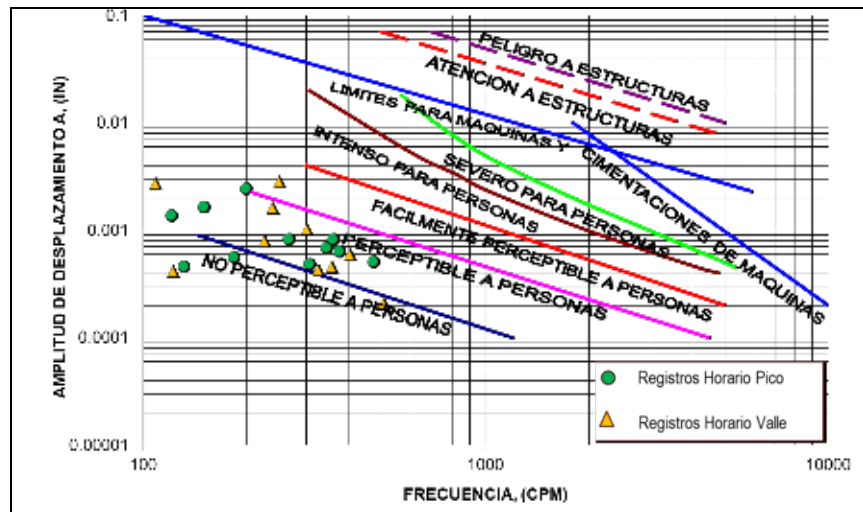 0.1
0.01
0.001
0.0001
0.00001
AMPLITUD DE DESPLAZAMIENTO A, (IN)
PELIGRO A ESTRUCTURAS
ATENCION A ESTRUCTURAS
LIMITES PARA MAQUINAS Y CIMENTACIONES DE MAQUINAS
SEVERO PARA PERSONAS
INTENSO PARA PERSONAS
FACILMENTE PERCEPTIBLE A PERSONAS
PERCEPTIBLE A PERSONAS
NO PERCEPTIBLE A PERSONAS
Registros Horario Pico
Registros Horario Valle
100
1000
10000
FRECUENCIA, (CPM)